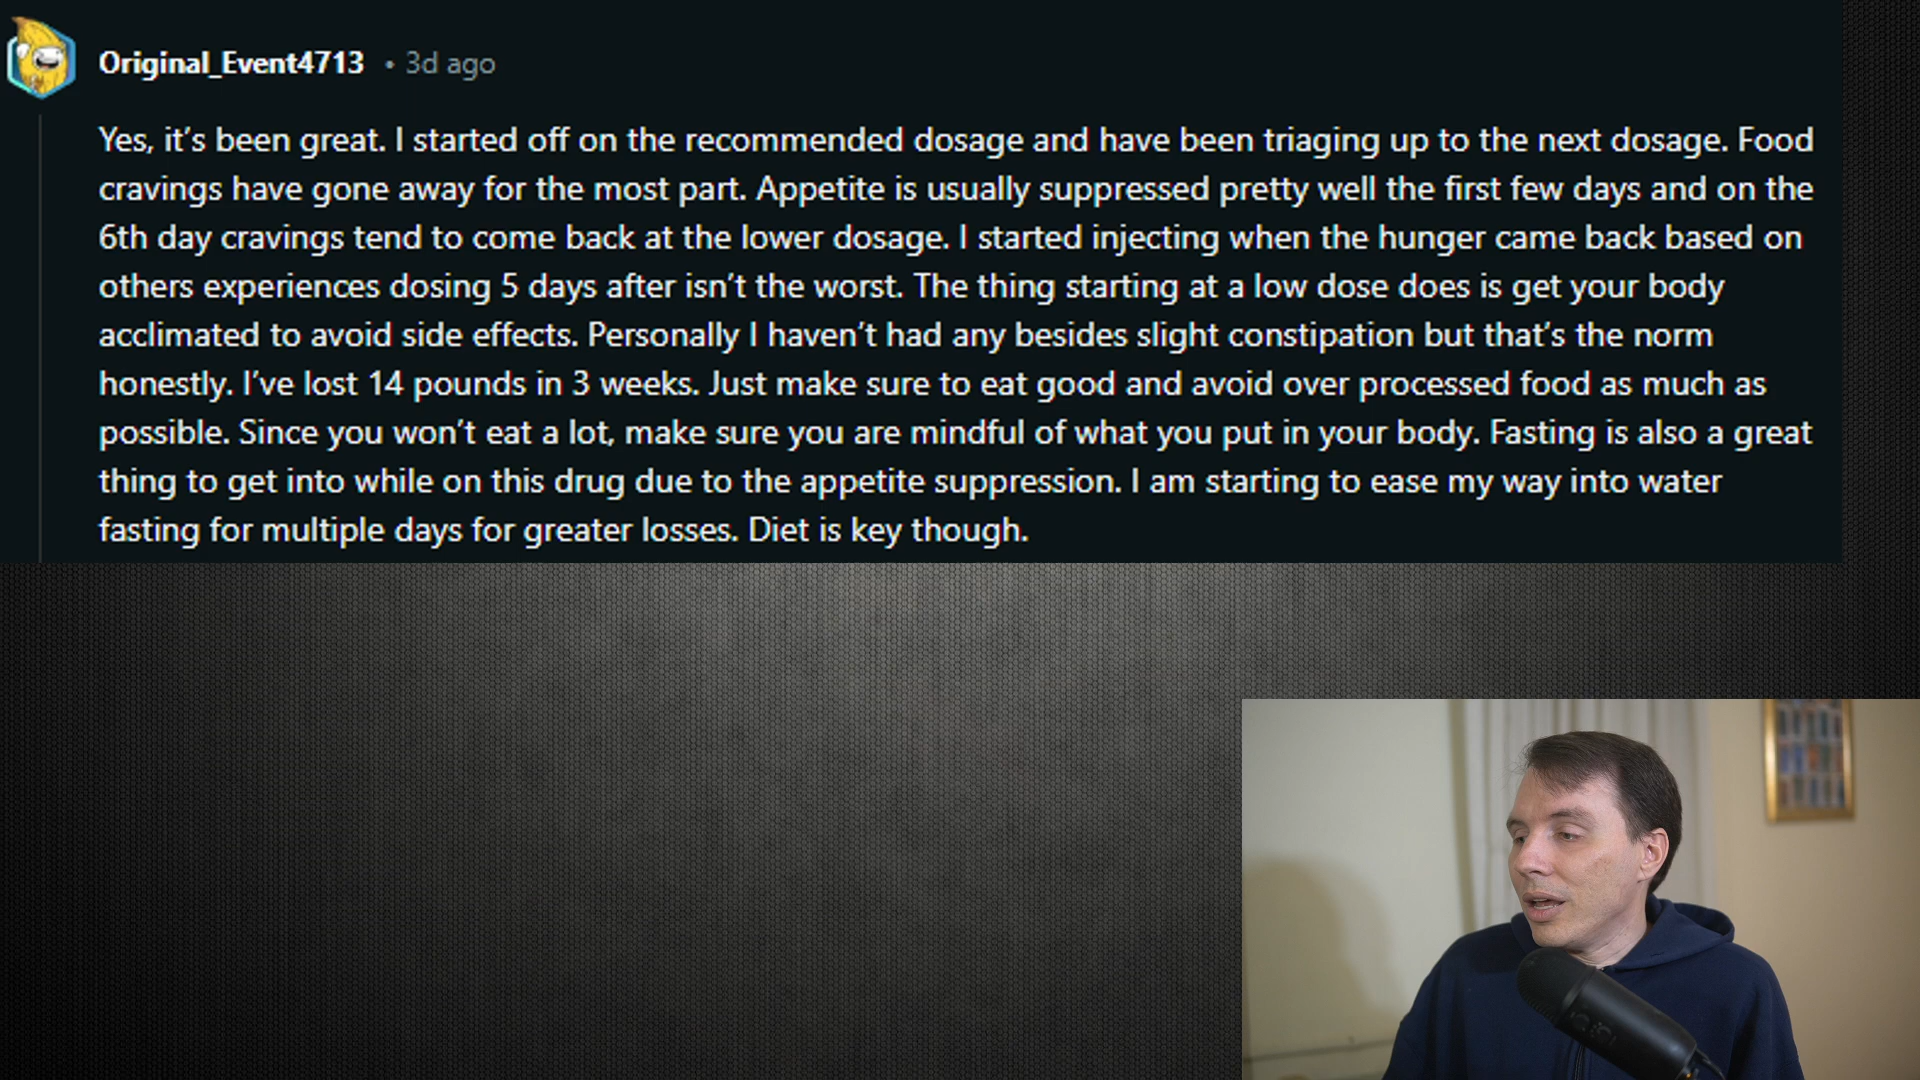 Original_Event4713 • 3d ago
Yes, it’s been great. I started off on the recommended dosage and have been triaging up to the next dosage. Food
cravings have gone away for the most part. Appetite is usually suppressed pretty well the first few days and on the
6th day cravings tend to come back at the lower dosage. I started injecting when the hunger came back based on
others experiences dosing 5 days after isn’t the worst. The thing starting at a low dose does is get your body
acclimated to avoid side effects. Personally I haven’t had any besides slight constipation but that’s the norm
honestly. I’ve lost 14 pounds in 3 weeks. Just make sure to eat good and avoid over processed food as much as
possible. Since you won’t eat a lot, make sure you are mindful of what you put in your body. Fasting is also a great
thing to get into while on this drug due to the appetite suppression. I am starting to ease my way into water
fasting for multiple days for greater losses. Diet is key though.